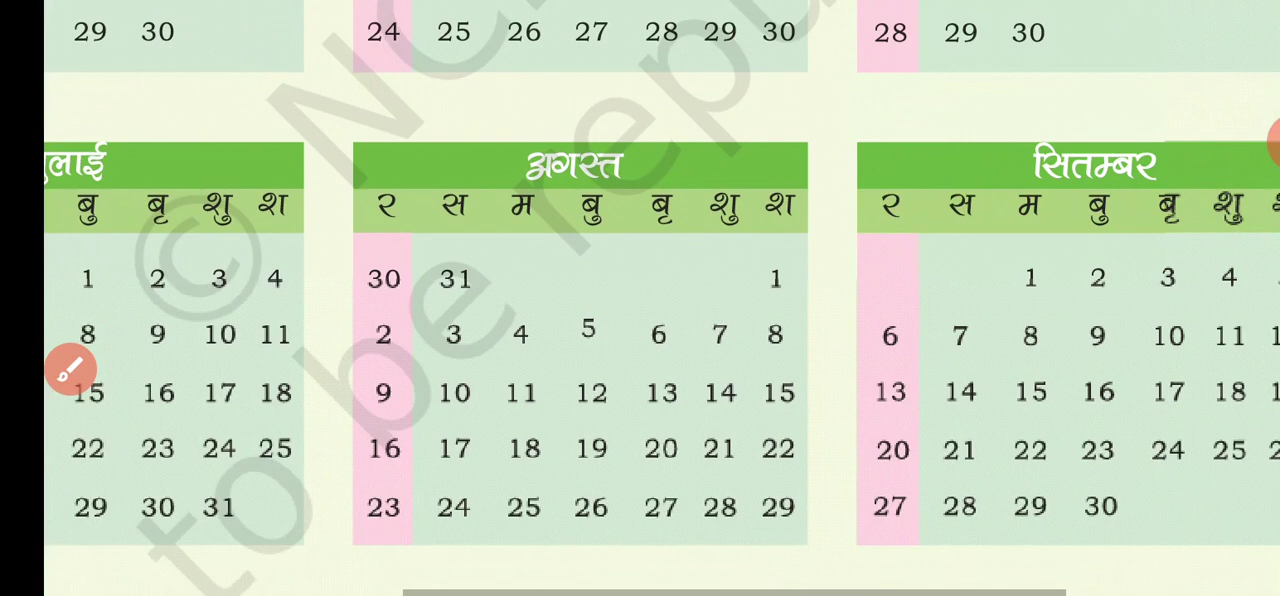 29 30
24 25 26 27 28 29 30
28 29 30
लाई
बु बृ शु श
1 2 3 4
8 9 10 11
15 16 17 18
22 23 24 25
29 30 31
अगस्त
र स म बु बृ शु श
30 31 1
2 3 4 5 6 7 8
9 10 11 12 13 14 15
16 17 18 19 20 21 22
23 24 25 26 27 28 29
सितम्बर
र स म बु बृ शु
1 2 3 4
6 7 8 9 10 11
13 14 15 16 17 18
20 21 22 23 24 25
27 28 29 30
© NC
to be repu